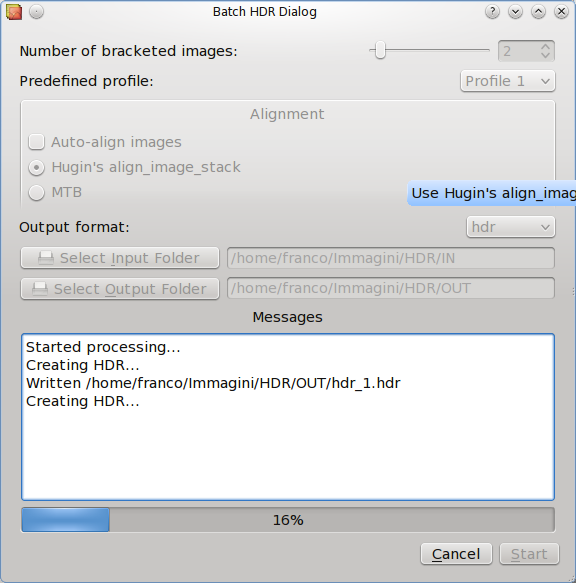 Batch HDR Dialog
Number of bracketed images:
2
Predefined profile:
Profile 1
Alignment
Auto-align images
Hugin's align_image_stack
MTB
Use Hugin's align_imag
Output format:
hdr
Select Input Folder
/home/franco/Immagini/HDR/IN
Select Output Folder
/home/franco/Immagini/HDR/OUT
Messages
Started processing...
Creating HDR...
Written /home/franco/Immagini/HDR/OUT/hdr_1.hdr
Creating HDR...
16%
Cancel
Start